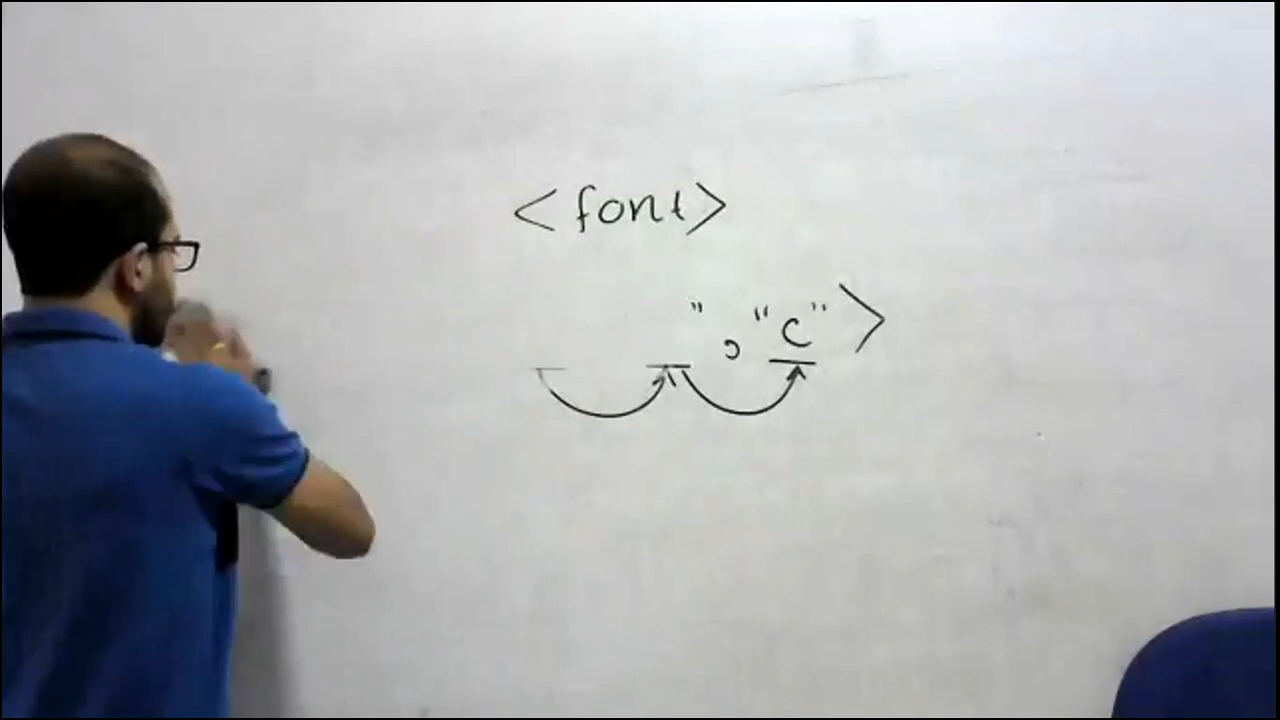 <font>
" , "c" >